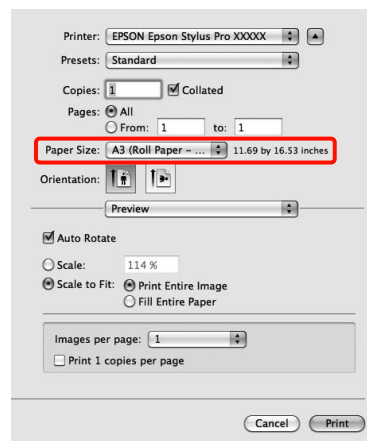 Printer: EPSON Epson Stylus Pro XXXXX
Presets: Standard
Copies: 1 Collated
Pages: All
From: 1 to: 1
Paper Size: A3 (Roll Paper – ... 11.69 by 16.53 inches
Orientation:
Preview
Auto Rotate
Scale: 114 %
Scale to Fit: Print Entire Image
Fill Entire Paper
Images per page: 1
Print 1 copies per page
Cancel Print